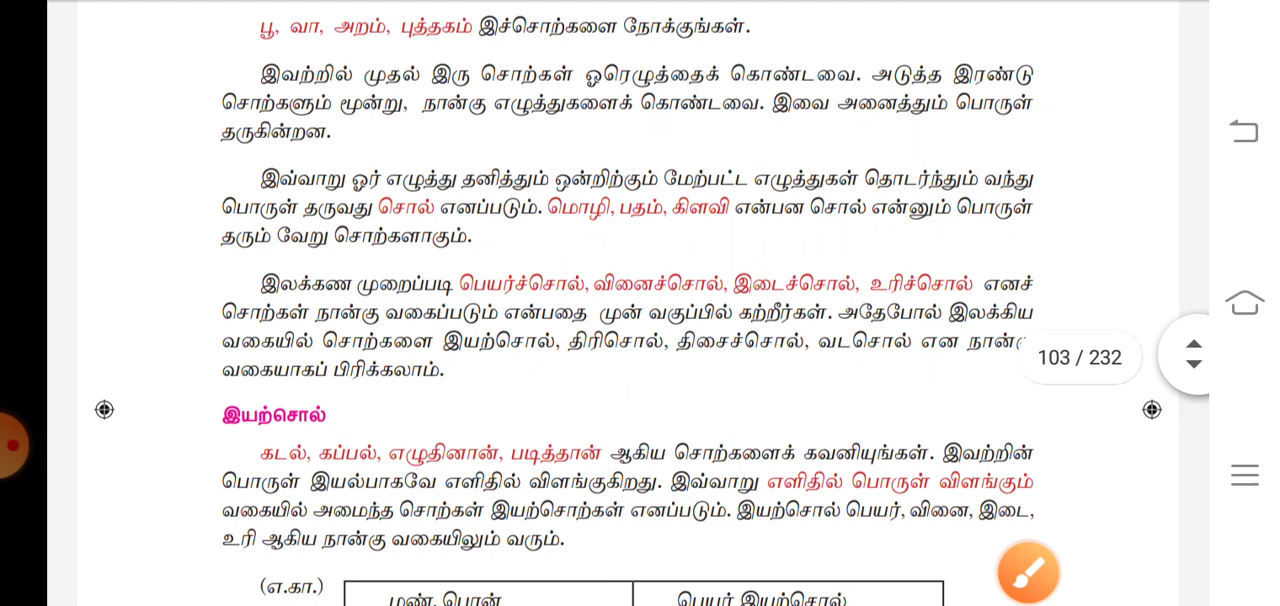 பூ, வா, அறம், புத்தகம் இச்சொற்களை நோக்குங்கள்.
இவற்றில் முதல் இரு சொற்கள் ஓரெழுத்தைக் கொண்டவை. அடுத்த இரண்டு
சொற்களும் மூன்று, நான்கு எழுத்துகளைக் கொண்டவை. இவை அனைத்தும் பொருள்
தருகின்றன.
இவ்வாறு ஓர் எழுத்து தனித்தும் ஒன்றிற்கும் மேற்பட்ட எழுத்துகள் தொடர்ந்தும் வந்து
பொருள் தருவது சொல் எனப்படும். மொழி, பதம், கிளவி என்பன சொல் என்னும் பொருள்
தரும் வேறு சொற்களாகும்.
இலக்கண முறைப்படி பெயர்ச்சொல், வினைச்சொல், இடைச்சொல், உரிச்சொல் எனச்
சொற்கள் நான்கு வகைப்படும் என்பதை முன் வகுப்பில் கற்றீர்கள். அதேபோல் இலக்கிய
வகையில் சொற்களை இயற்சொல், திரிசொல், திசைச்சொல், வடசொல் என நான்கு
வகையாகப் பிரிக்கலாம்.
103 / 232
இயற்சொல்
கடல், கப்பல், எழுதினான், படித்தான் ஆகிய சொற்களைக் கவனியுங்கள். இவற்றின்
பொருள் இயல்பாகவே எளிதில் விளங்குகிறது. இவ்வாறு எளிதில் பொருள் விளங்கும்
வகையில் அமைந்த சொற்கள் இயற்சொற்கள் எனப்படும். இயற்சொல் பெயர், வினை, இடை,
உரி ஆகிய நான்கு வகையிலும் வரும்.
(எ.கா.) மண், பொன் பெயர் இயற்சொல்